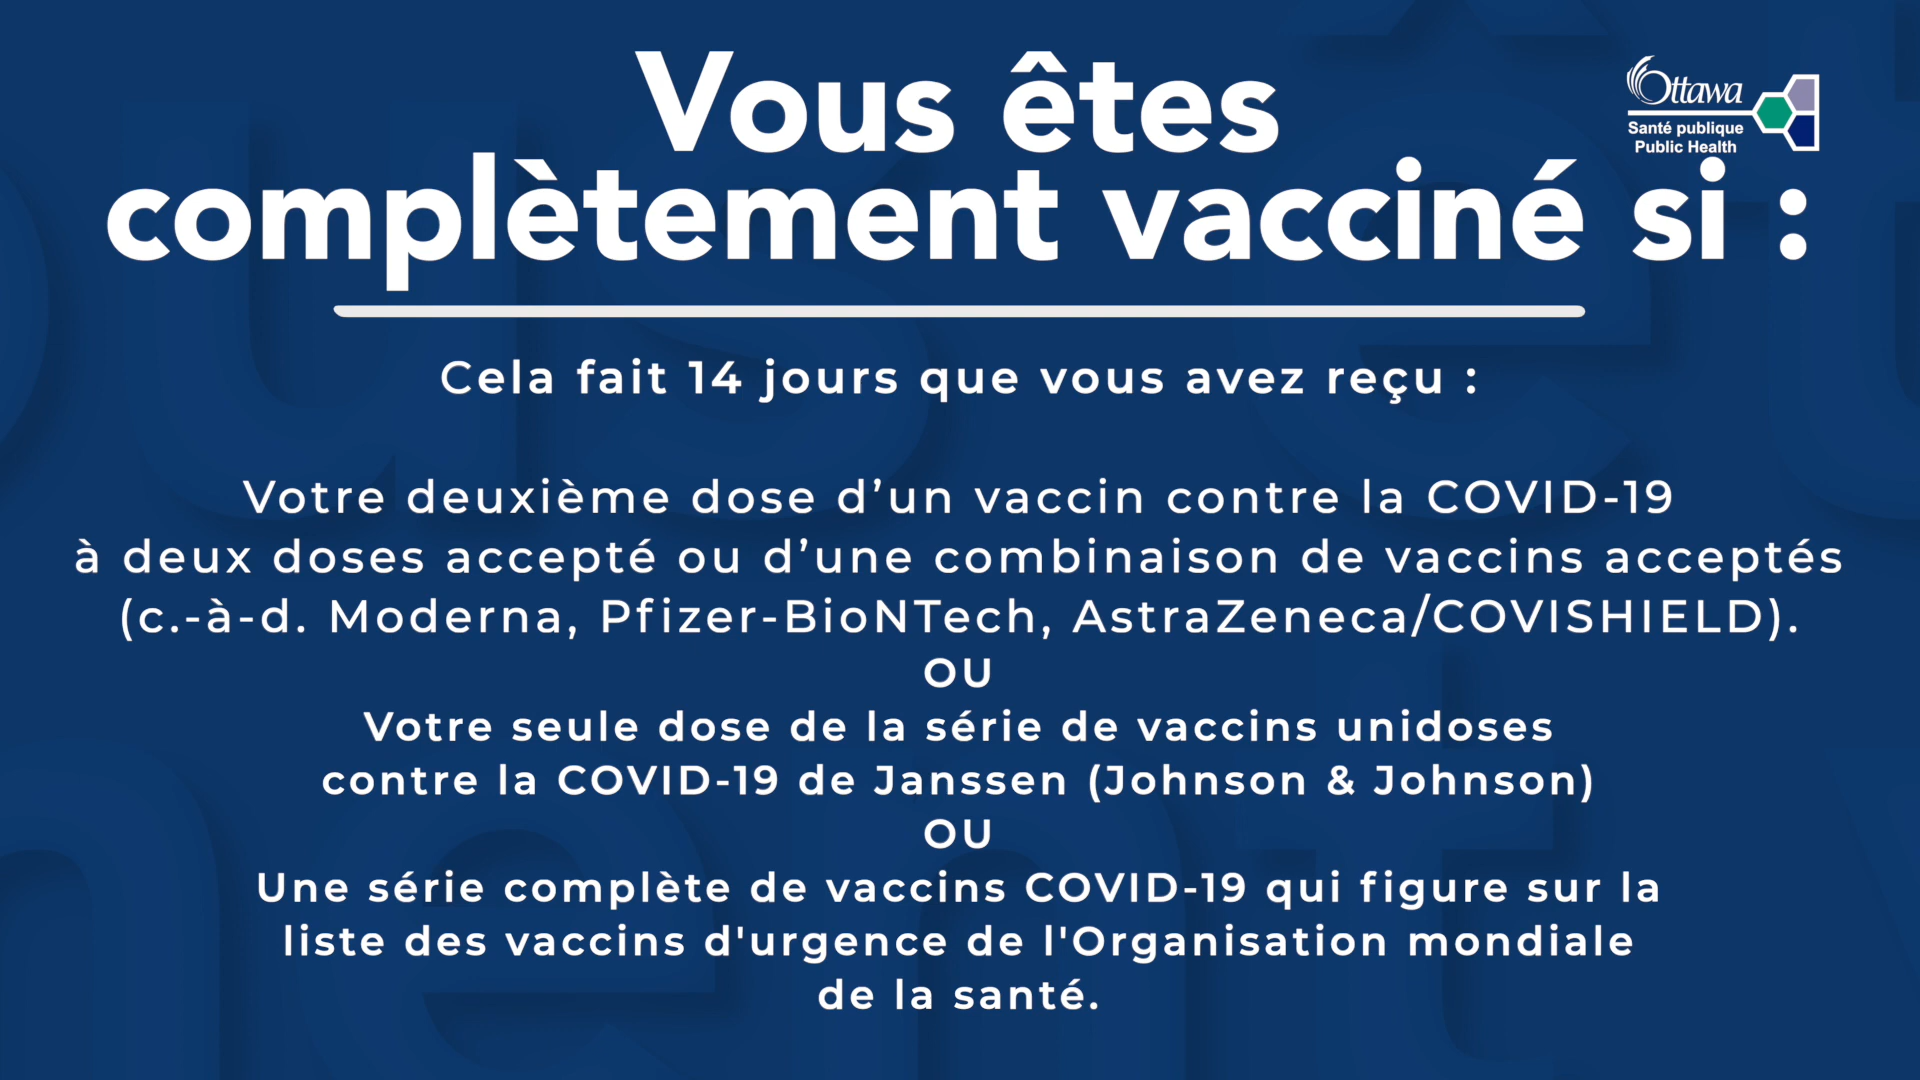 Vous êtes
complètement vacciné si :
Ottawa
Santé publique
Public Health
Cela fait 14 jours que vous avez reçu :
Votre deuxième dose d’un vaccin contre la COVID-19
à deux doses accepté ou d’une combinaison de vaccins acceptés
(c.-à-d. Moderna, Pfizer-BioNTech, AstraZeneca/COVISHIELD).
OU
Votre seule dose de la série de vaccins unidoses
contre la COVID-19 de Janssen (Johnson & Johnson)
OU
Une série complète de vaccins COVID-19 qui figure sur la
liste des vaccins d'urgence de l'Organisation mondiale
de la santé.